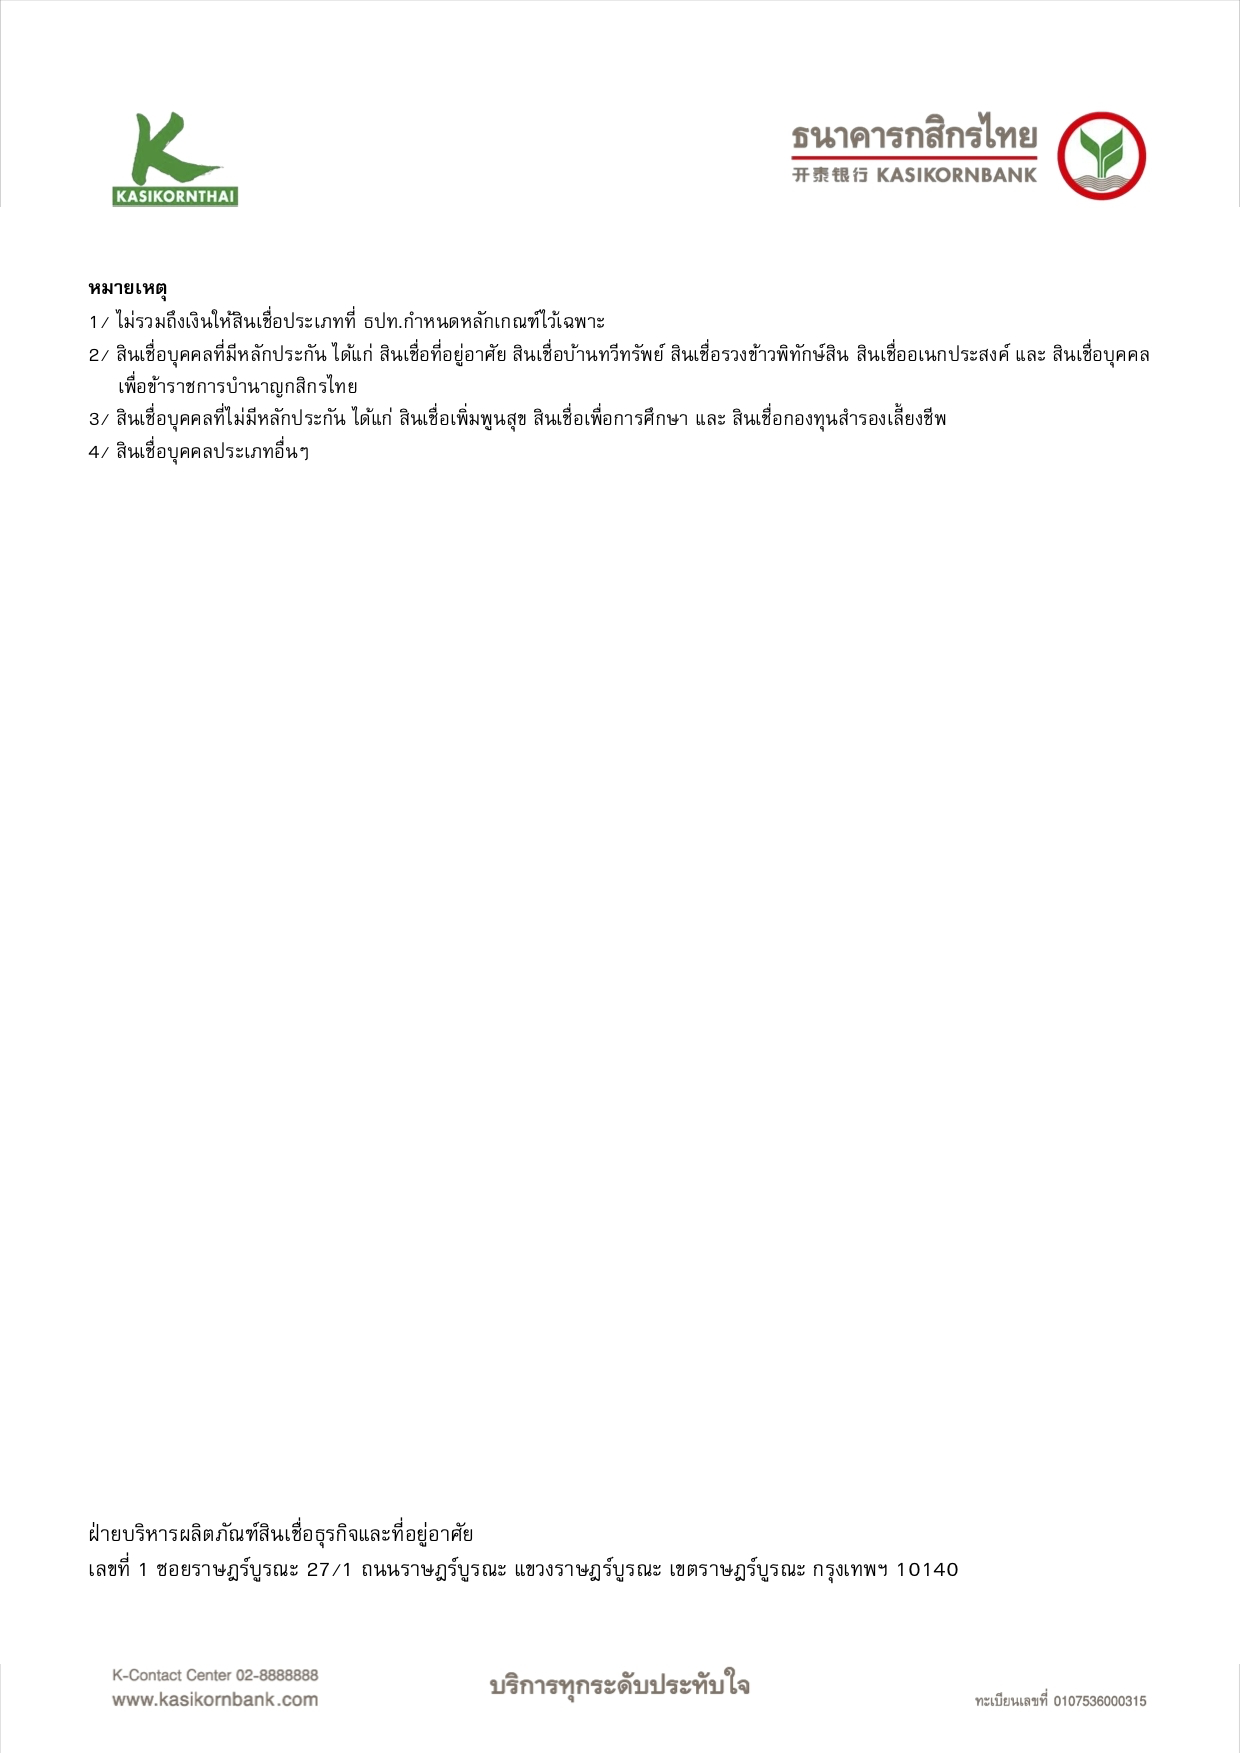 KASIKORNTHAI
ธนาคารกสิกรไทย
开泰银行 KASIKORNBANK
หมายเหตุ
1/ ไม่รวมถึงเงินให้สินเชื่อประเภทที่ ธปท.กำหนดหลักเกณฑ์ไว้เฉพาะ
2/ สินเชื่อบุคคลที่มีหลักประกัน ได้แก่ สินเชื่อที่อยู่อาศัย สินเชื่อบ้านทวีทรัพย์ สินเชื่อรวงข้าวพิทักษ์สิน สินเชื่ออเนกประสงค์ และ สินเชื่อบุคคล
เพื่อข้าราชการบำนาญกสิกรไทย
3/ สินเชื่อบุคคลที่ไม่มีหลักประกัน ได้แก่ สินเชื่อเพิ่มพูนสุข สินเชื่อเพื่อการศึกษา และ สินเชื่อกองทุนสำรองเลี้ยงชีพ
4/ สินเชื่อบุคคลประเภทอื่นๆ
ฝ่ายบริหารผลิตภัณฑ์สินเชื่อธุรกิจและที่อยู่อาศัย
เลขที่ 1 ซอยราษฎร์บูรณะ 27/1 ถนนราษฎร์บูรณะ แขวงราษฎร์บูรณะ เขตราษฎร์บูรณะ กรุงเทพฯ 10140
K-Contact Center 02-8888888
www.kasikornbank.com
บริการทุกระดับประทับใจ
ทะเบียนเลขที่ 0107536000315